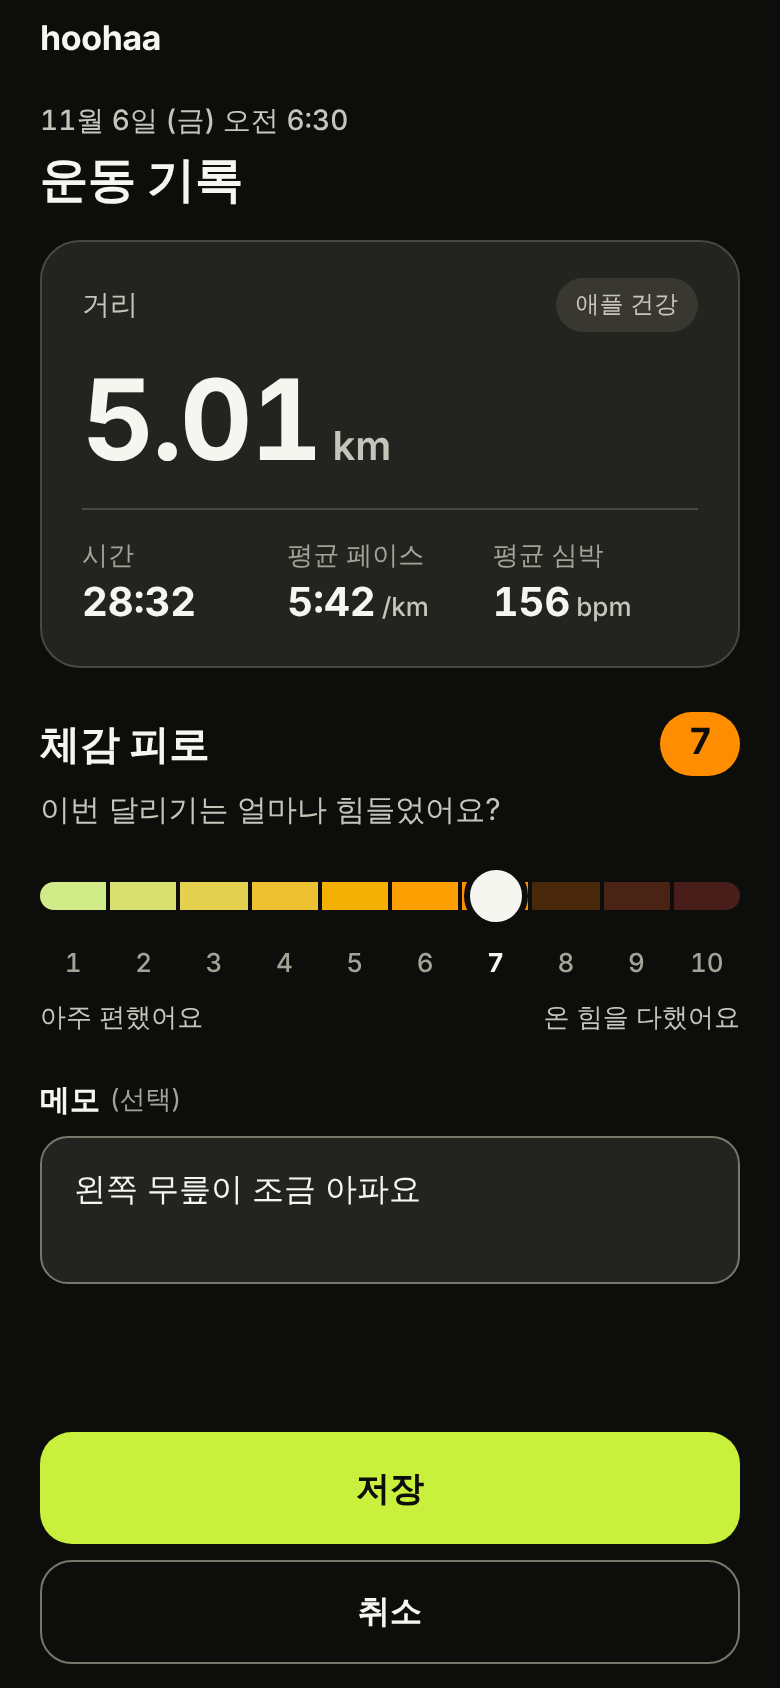 hoohaa
11월 6일 (금) 오전 6:30
운동 기록
거리
애플 건강
5.01 km
시간 평균 페이스 평균 심박
28:32 5:42 /km 156 bpm
체감 피로 7
이번 달리기는 얼마나 힘들었어요?
1 2 3 4 5 6 7 8 9 10
아주 편했어요 온 힘을 다했어요
메모 (선택)
왼쪽 무릎이 조금 아파요
저장
취소